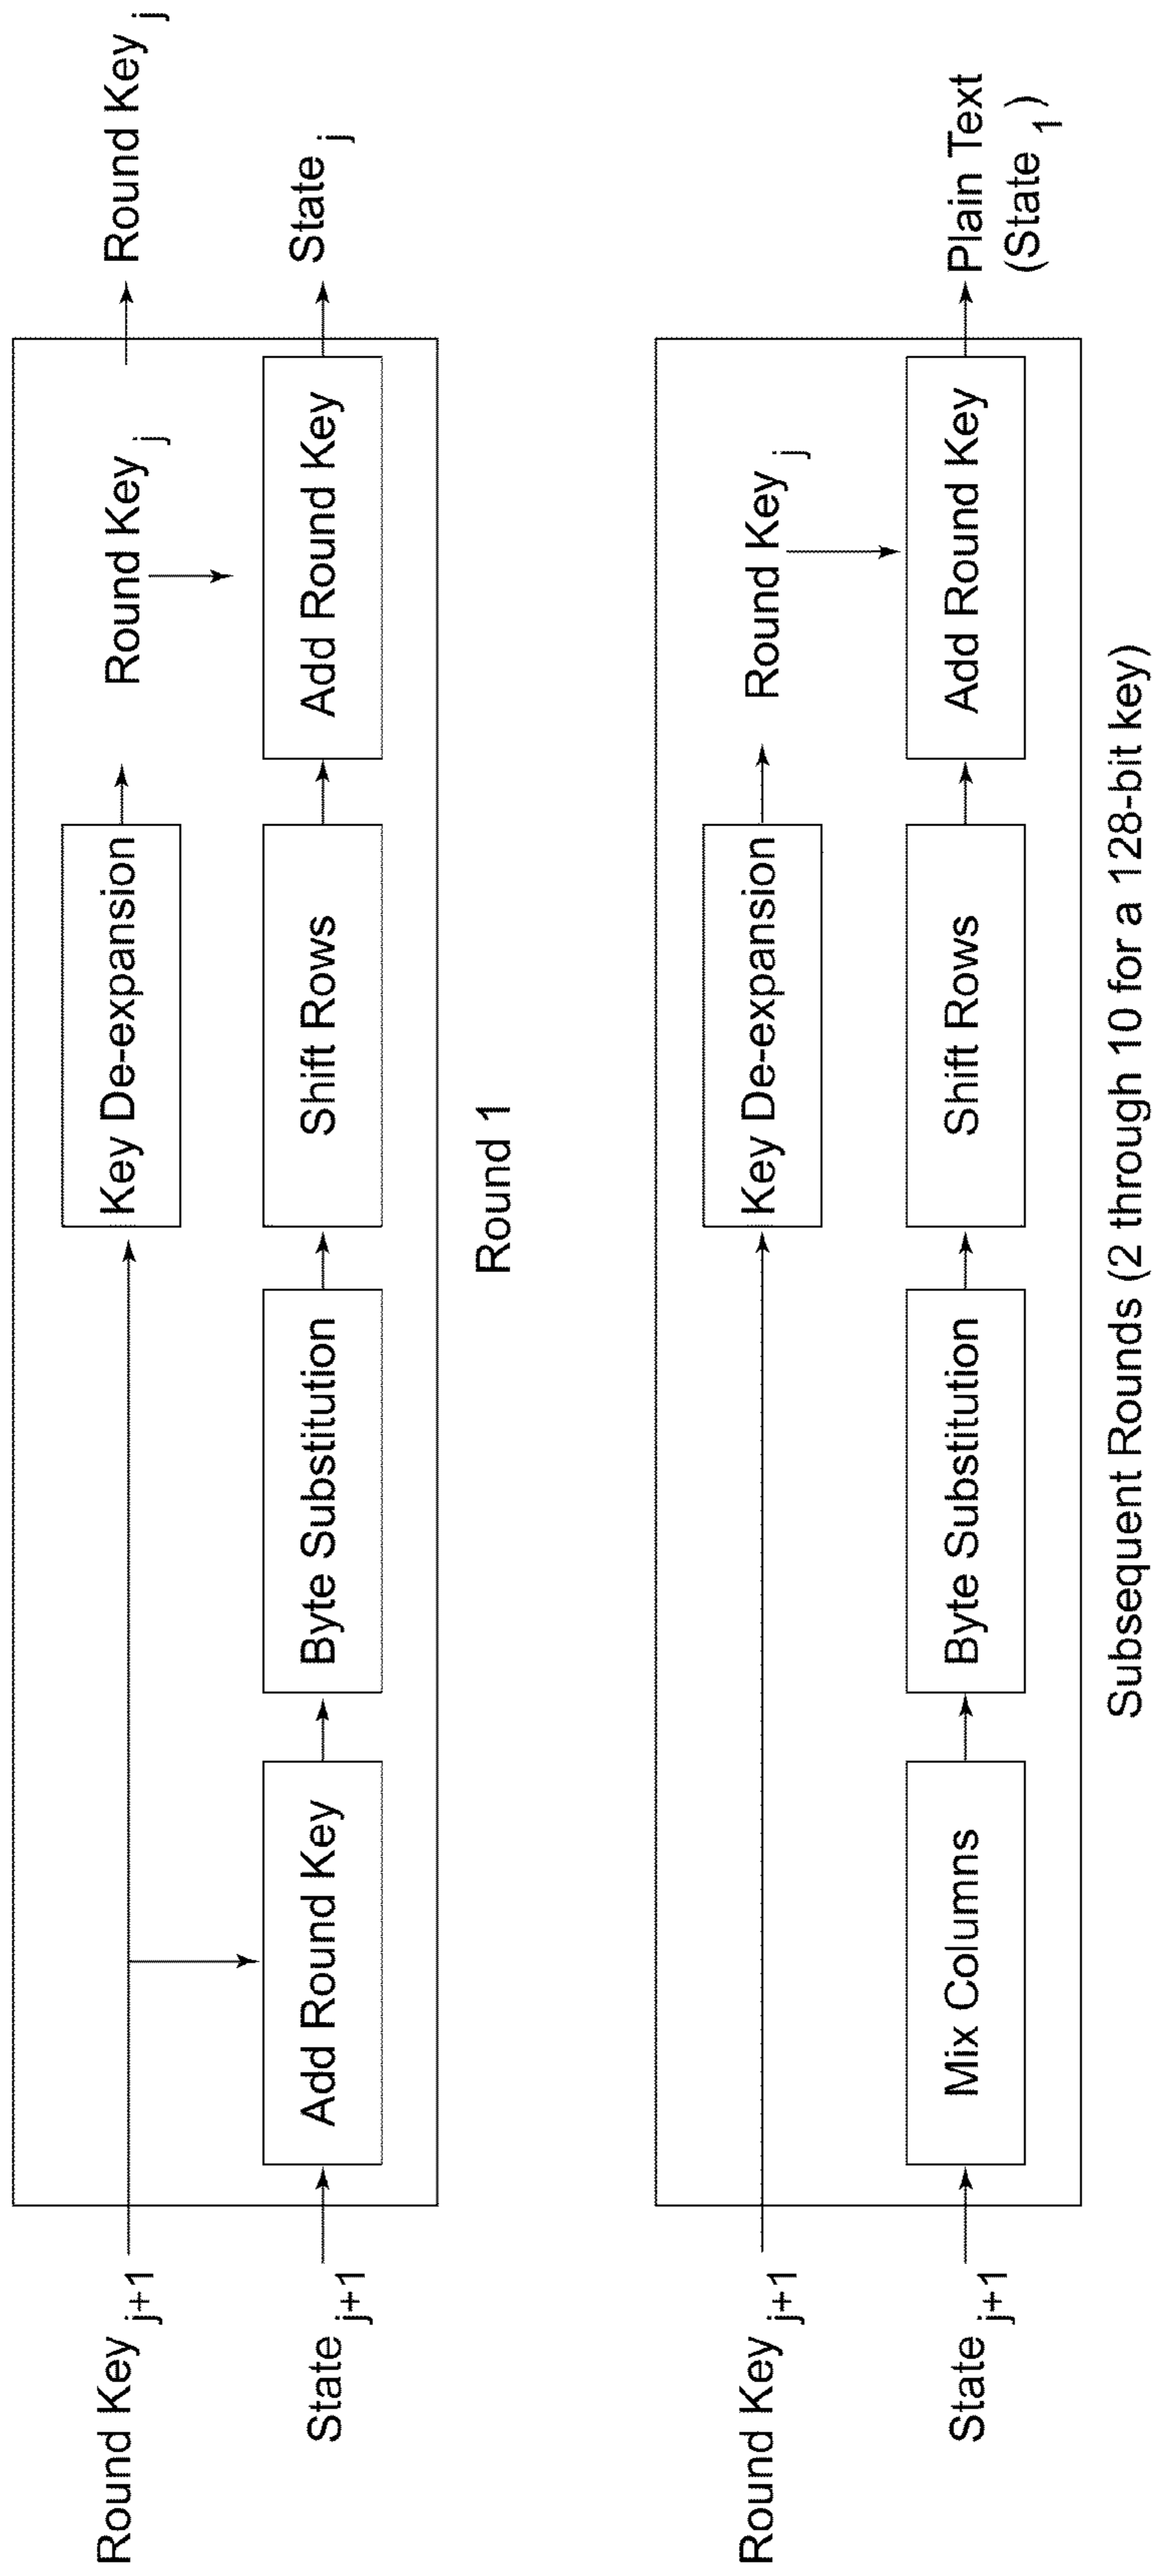 Round Key j+1
Key De-expansion
Round Key j
Round Key j
State j+1
Add Round Key
Byte Substitution
Shift Rows
Add Round Key
State j
Round 1
Round Key j+1
Key De-expansion
Round Key j
State j+1
Mix Columns
Byte Substitution
Shift Rows
Add Round Key
Plain Text
(State 1)
Subsequent Rounds (2 through 10 for a 128-bit key)